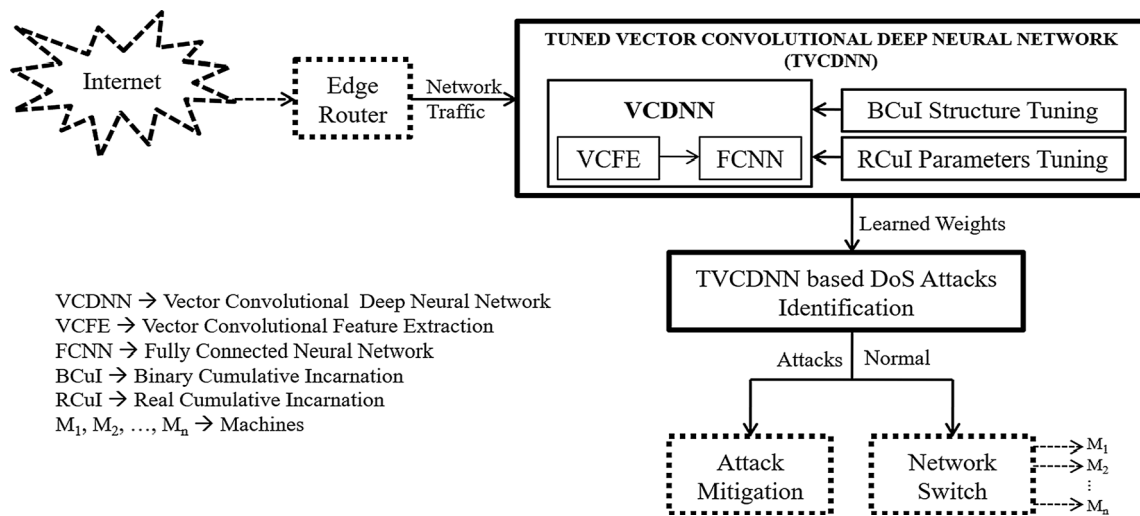 Internet
Edge
Router
Network
Traffic
TUNED VECTOR CONVOLUTIONAL DEEP NEURAL NETWORK
(TVCDNN)
VCDNN
VCFE
FCNN
BCuI Structure Tuning
RCuI Parameters Tuning
Learned Weights
TVCDNN based DoS Attacks
Identification
Attacks
Normal
Attack
Mitigation
Network
Switch
M₁
M₂
⋮
Mₙ
VCDNN → Vector Convolutional Deep Neural Network
VCFE → Vector Convolutional Feature Extraction
FCNN → Fully Connected Neural Network
BCuI → Binary Cumulative Incarnation
RCuI → Real Cumulative Incarnation
M₁, M₂, …, Mₙ → Machines